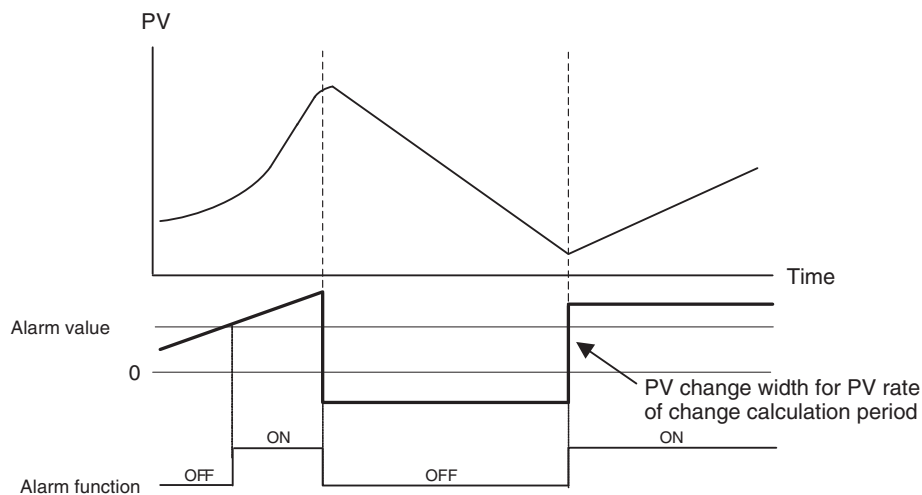 PV
Time
Alarm value
0
PV change width for PV rate
of change calculation period
ON
ON
OFF
OFF
Alarm function